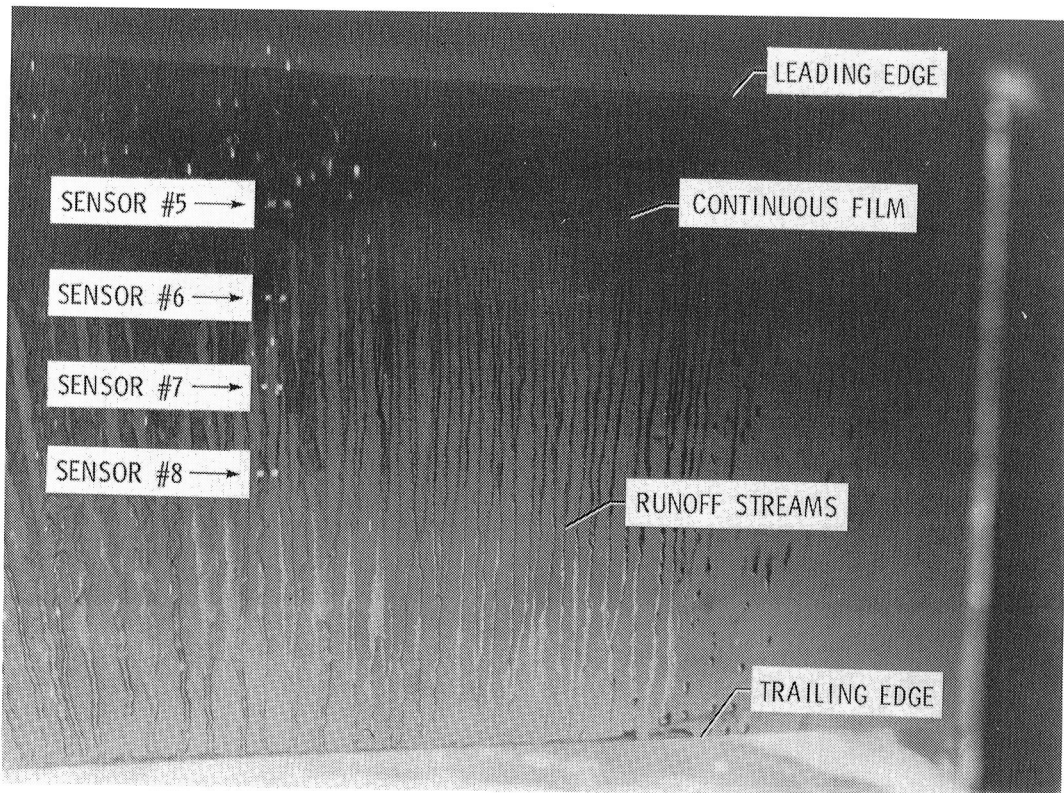 LEADING EDGE
SENSOR #5
CONTINUOUS FILM
SENSOR #6
SENSOR #7
SENSOR #8
RUNOFF STREAMS
TRAILING EDGE